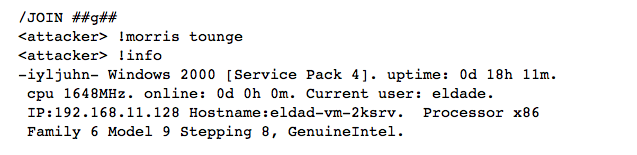 /JOIN ##g##
<attacker> !morris tounge
<attacker> !info
-iyljuhn- Windows 2000 [Service Pack 4]. uptime: 0d 18h 11m.
cpu 1648MHz. online: 0d 0h 0m. Current user: eldade.
IP:192.168.11.128 Hostname:eldad-vm-2ksrv.  Processor x86
Family 6 Model 9 Stepping 8, GenuineIntel.